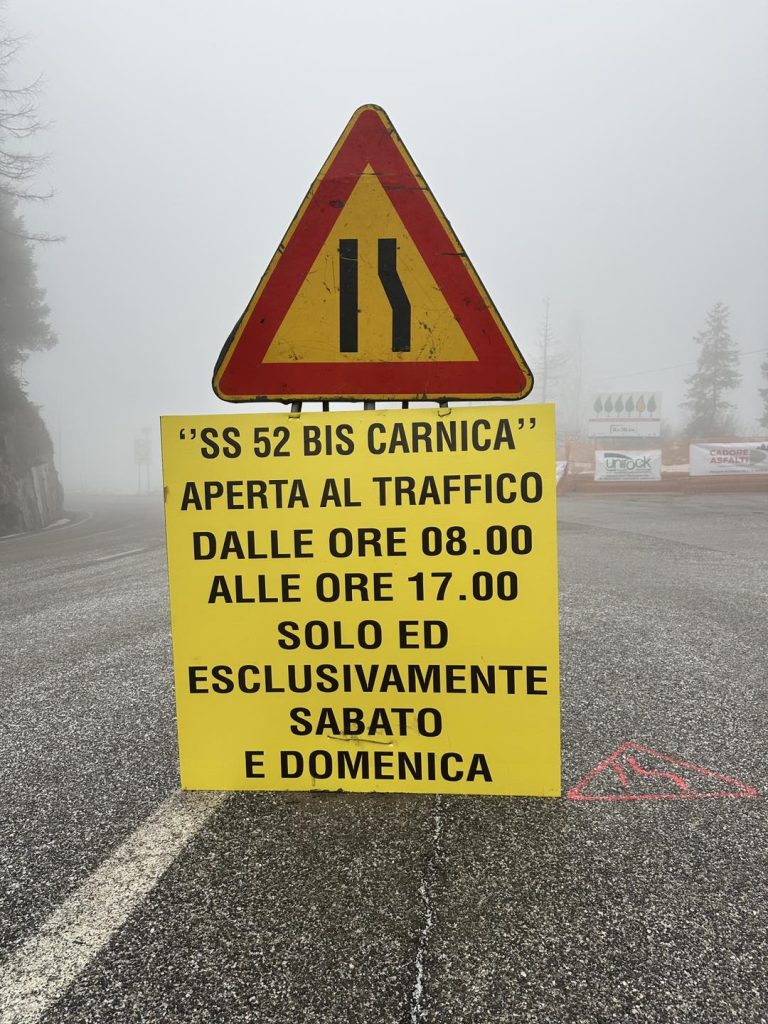 ‘‘SS 52 BIS CARNICA’’
APERTA AL TRAFFICO
DALLE ORE 08.00
ALLE ORE 17.00
SOLO ED
ESCLUSIVAMENTE
SABATO
E DOMENICA
unirock
CADORE
ASFALTI